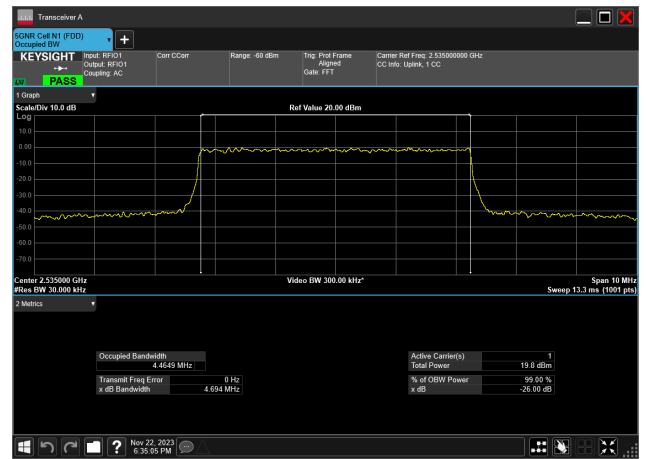 Transceiver A
5GNR Cell N1 (FDD)
Occupied BW
KEYSIGHT
LW
PASS
Input: RFIO1
Output: RFIO1
Coupling: AC
Corr CCorr
Range: -60 dBm
Trig: Prot Frame
Aligned
Gate: FFT
Carrier Ref Freq: 2.535000000 GHz
CC Info: Uplink, 1 CC
1 Graph
Scale/Div 10.0 dB
Ref Value 20.00 dBm
Log
10.0
0.00
-10.0
-20.0
-30.0
-40.0
-50.0
-60.0
-70.0
Center 2.535000 GHz
Video BW 300.00 kHz*
Span 10 MHz
#Res BW 30.000 kHz
Sweep 13.3 ms (1001 pts)
2 Metrics
Occupied Bandwidth
4.4649 MHz
Active Carrier(s) 1
Total Power 19.8 dBm
Transmit Freq Error 0 Hz
x dB Bandwidth 4.694 MHz
% of OBW Power 99.00 %
x dB -26.00 dB
?
Nov 22, 2023
6:35:05 PM